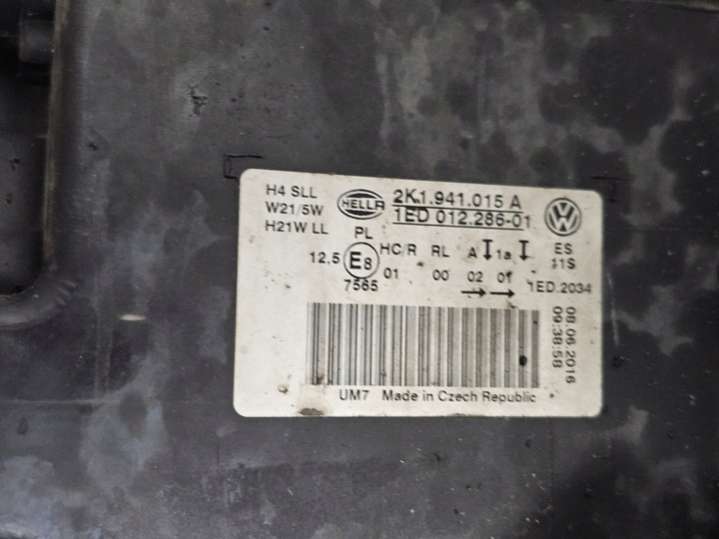 H4 SLL
W21/5W
H21W LL
HELLA
2K1.941.015 A
1ED 012.286-01
PL
12,5
E8
7565
HC/R RL A 1a
01 00 02 01
ES
11S
1ED.2034
08.06.2016
09:38:58
UM7 Made in Czech Republic